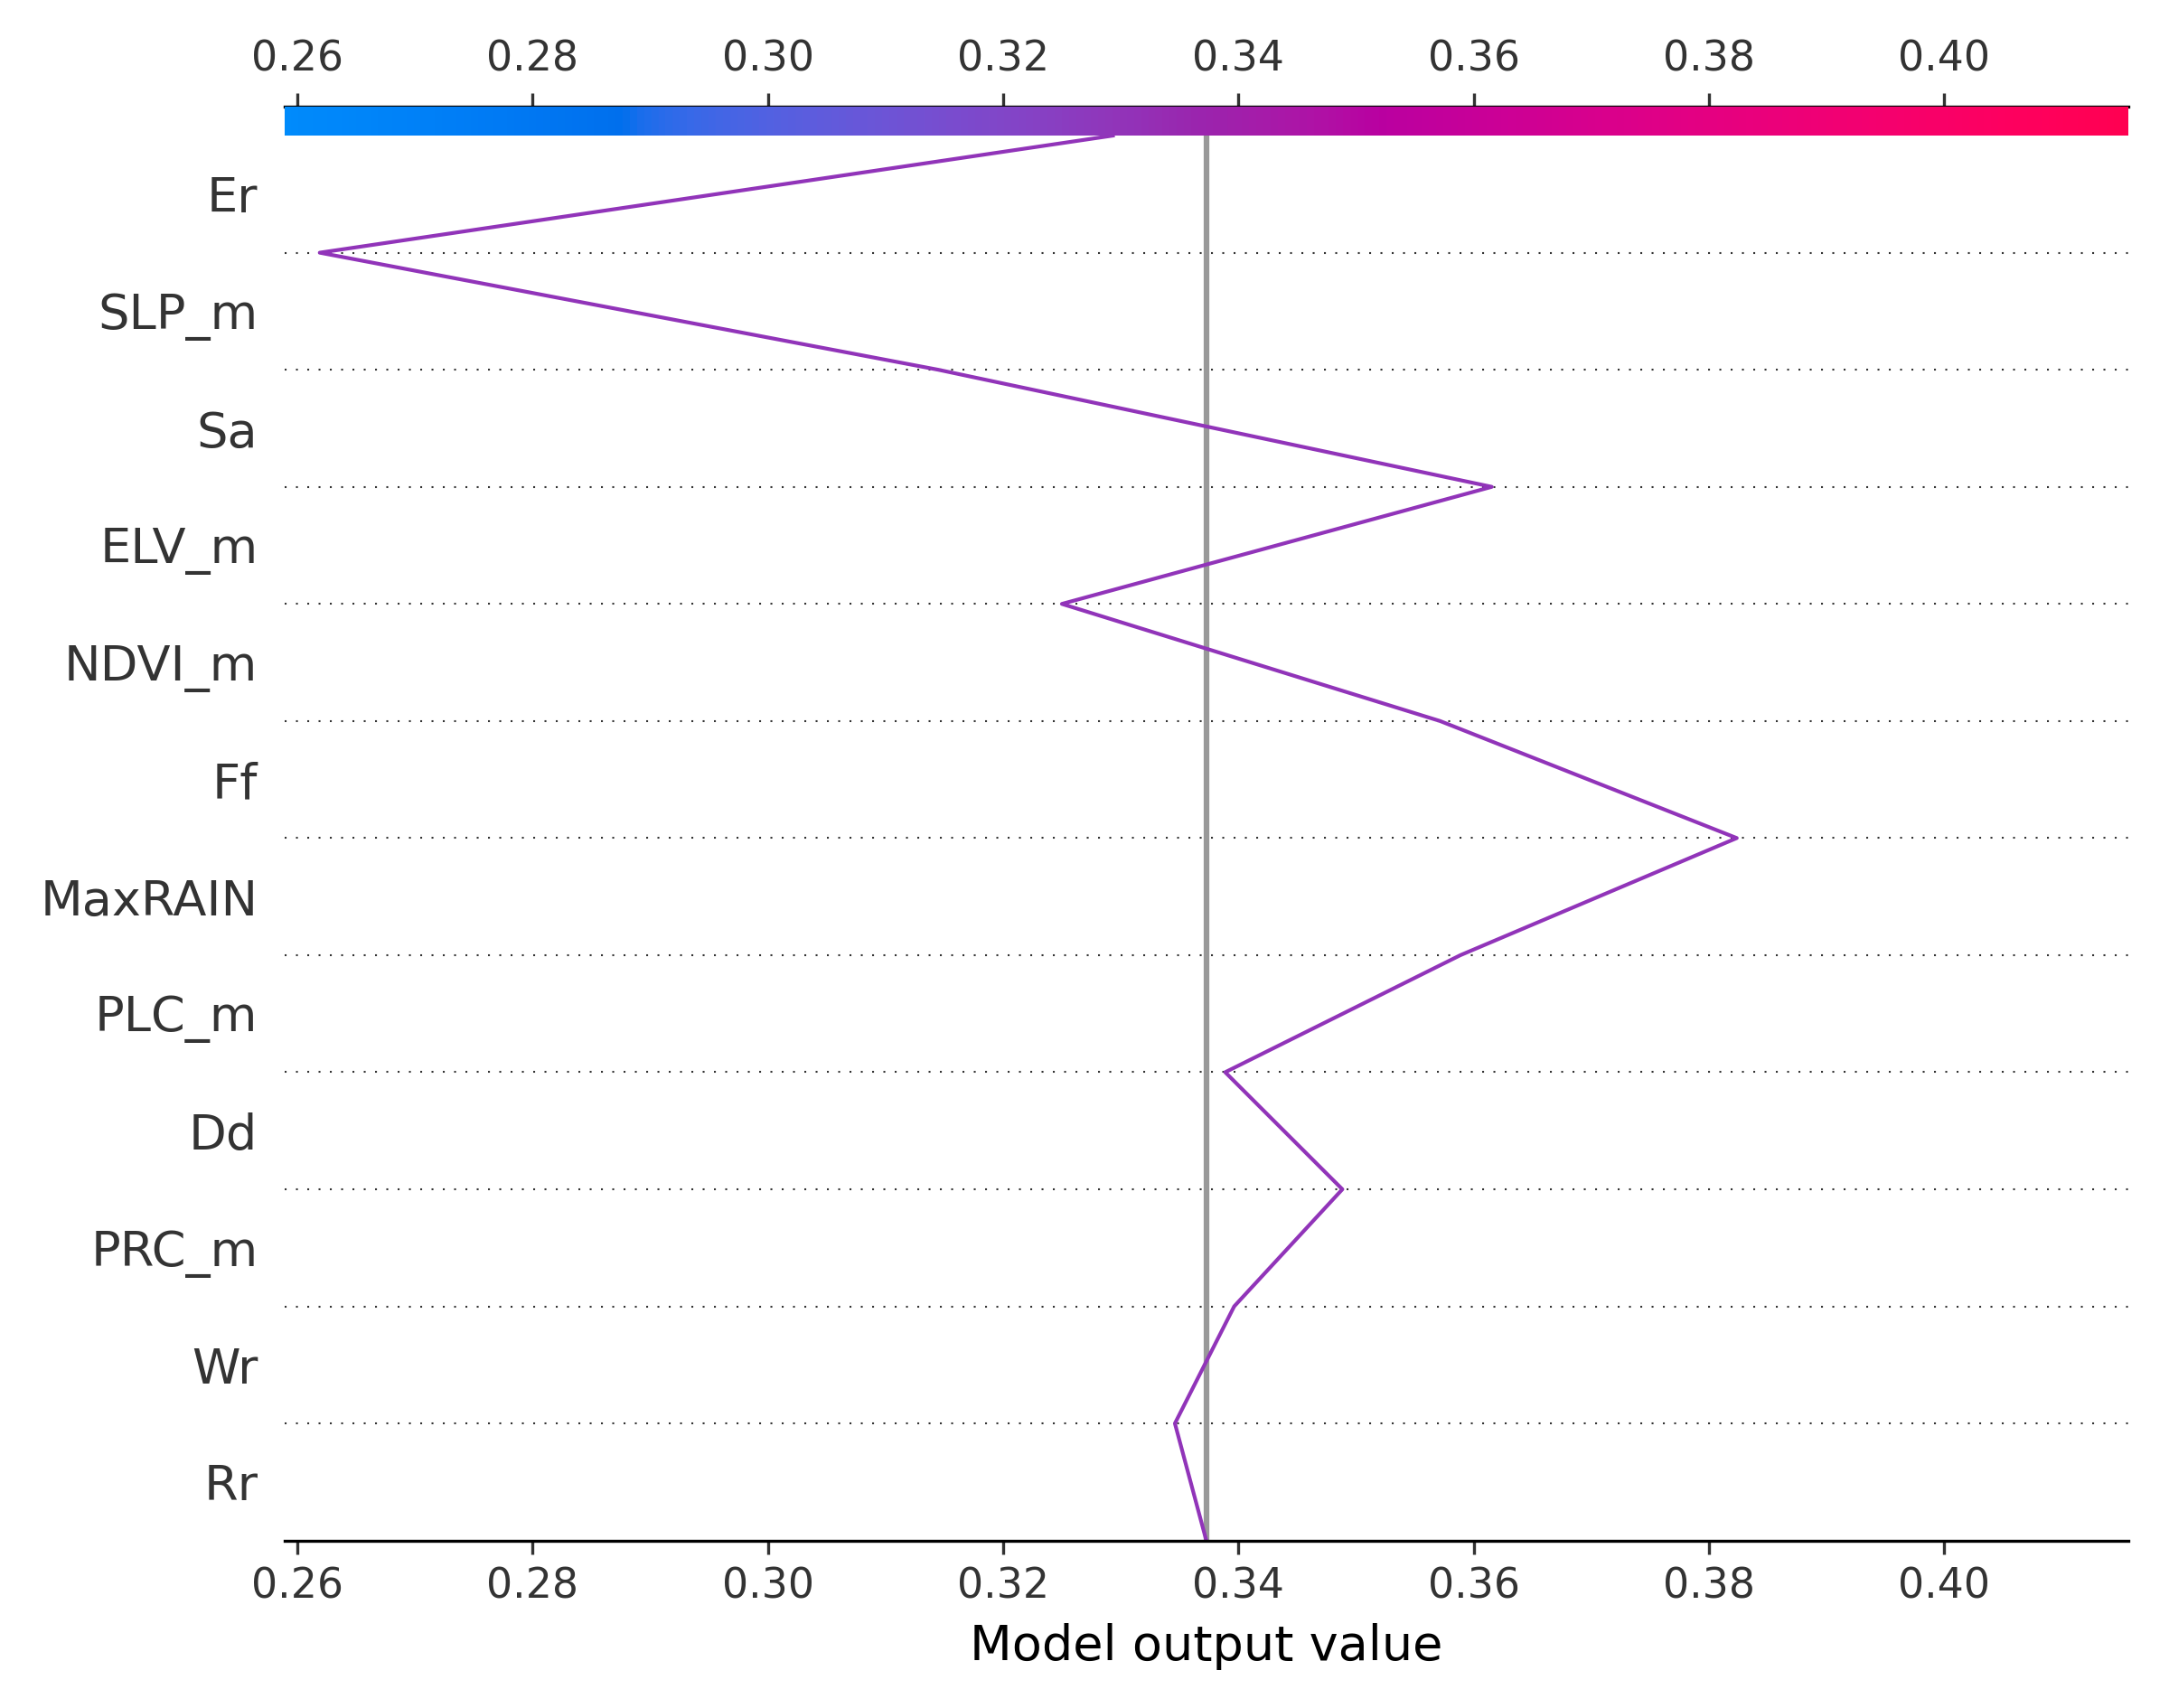 0.26 0.28 0.30 0.32 0.34 0.36 0.38 0.40
Er
SLP_m
Sa
ELV_m
NDVI_m
Ff
MaxRAIN
PLC_m
Dd
PRC_m
Wr
Rr
0.26 0.28 0.30 0.32 0.34 0.36 0.38 0.40
Model output value